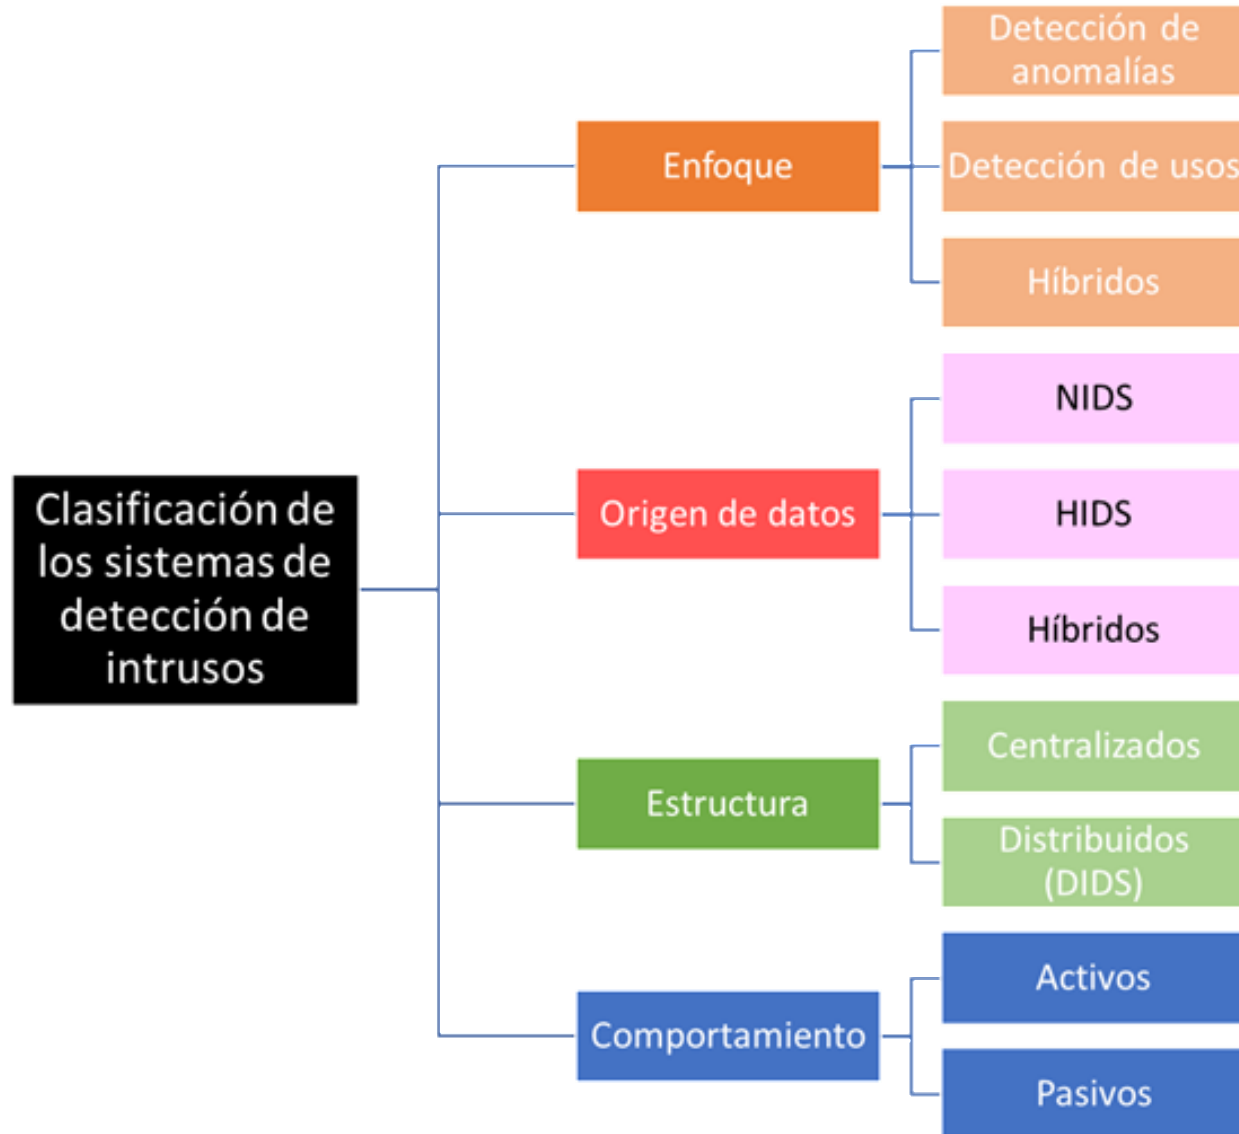 Clasificación de
los sistemas de
detección de
intrusos
Enfoque
Detección de
anomalías
Detección de usos
Híbridos
Origen de datos
NIDS
HIDS
Híbridos
Estructura
Centralizados
Distribuidos
(DIDS)
Comportamiento
Activos
Pasivos